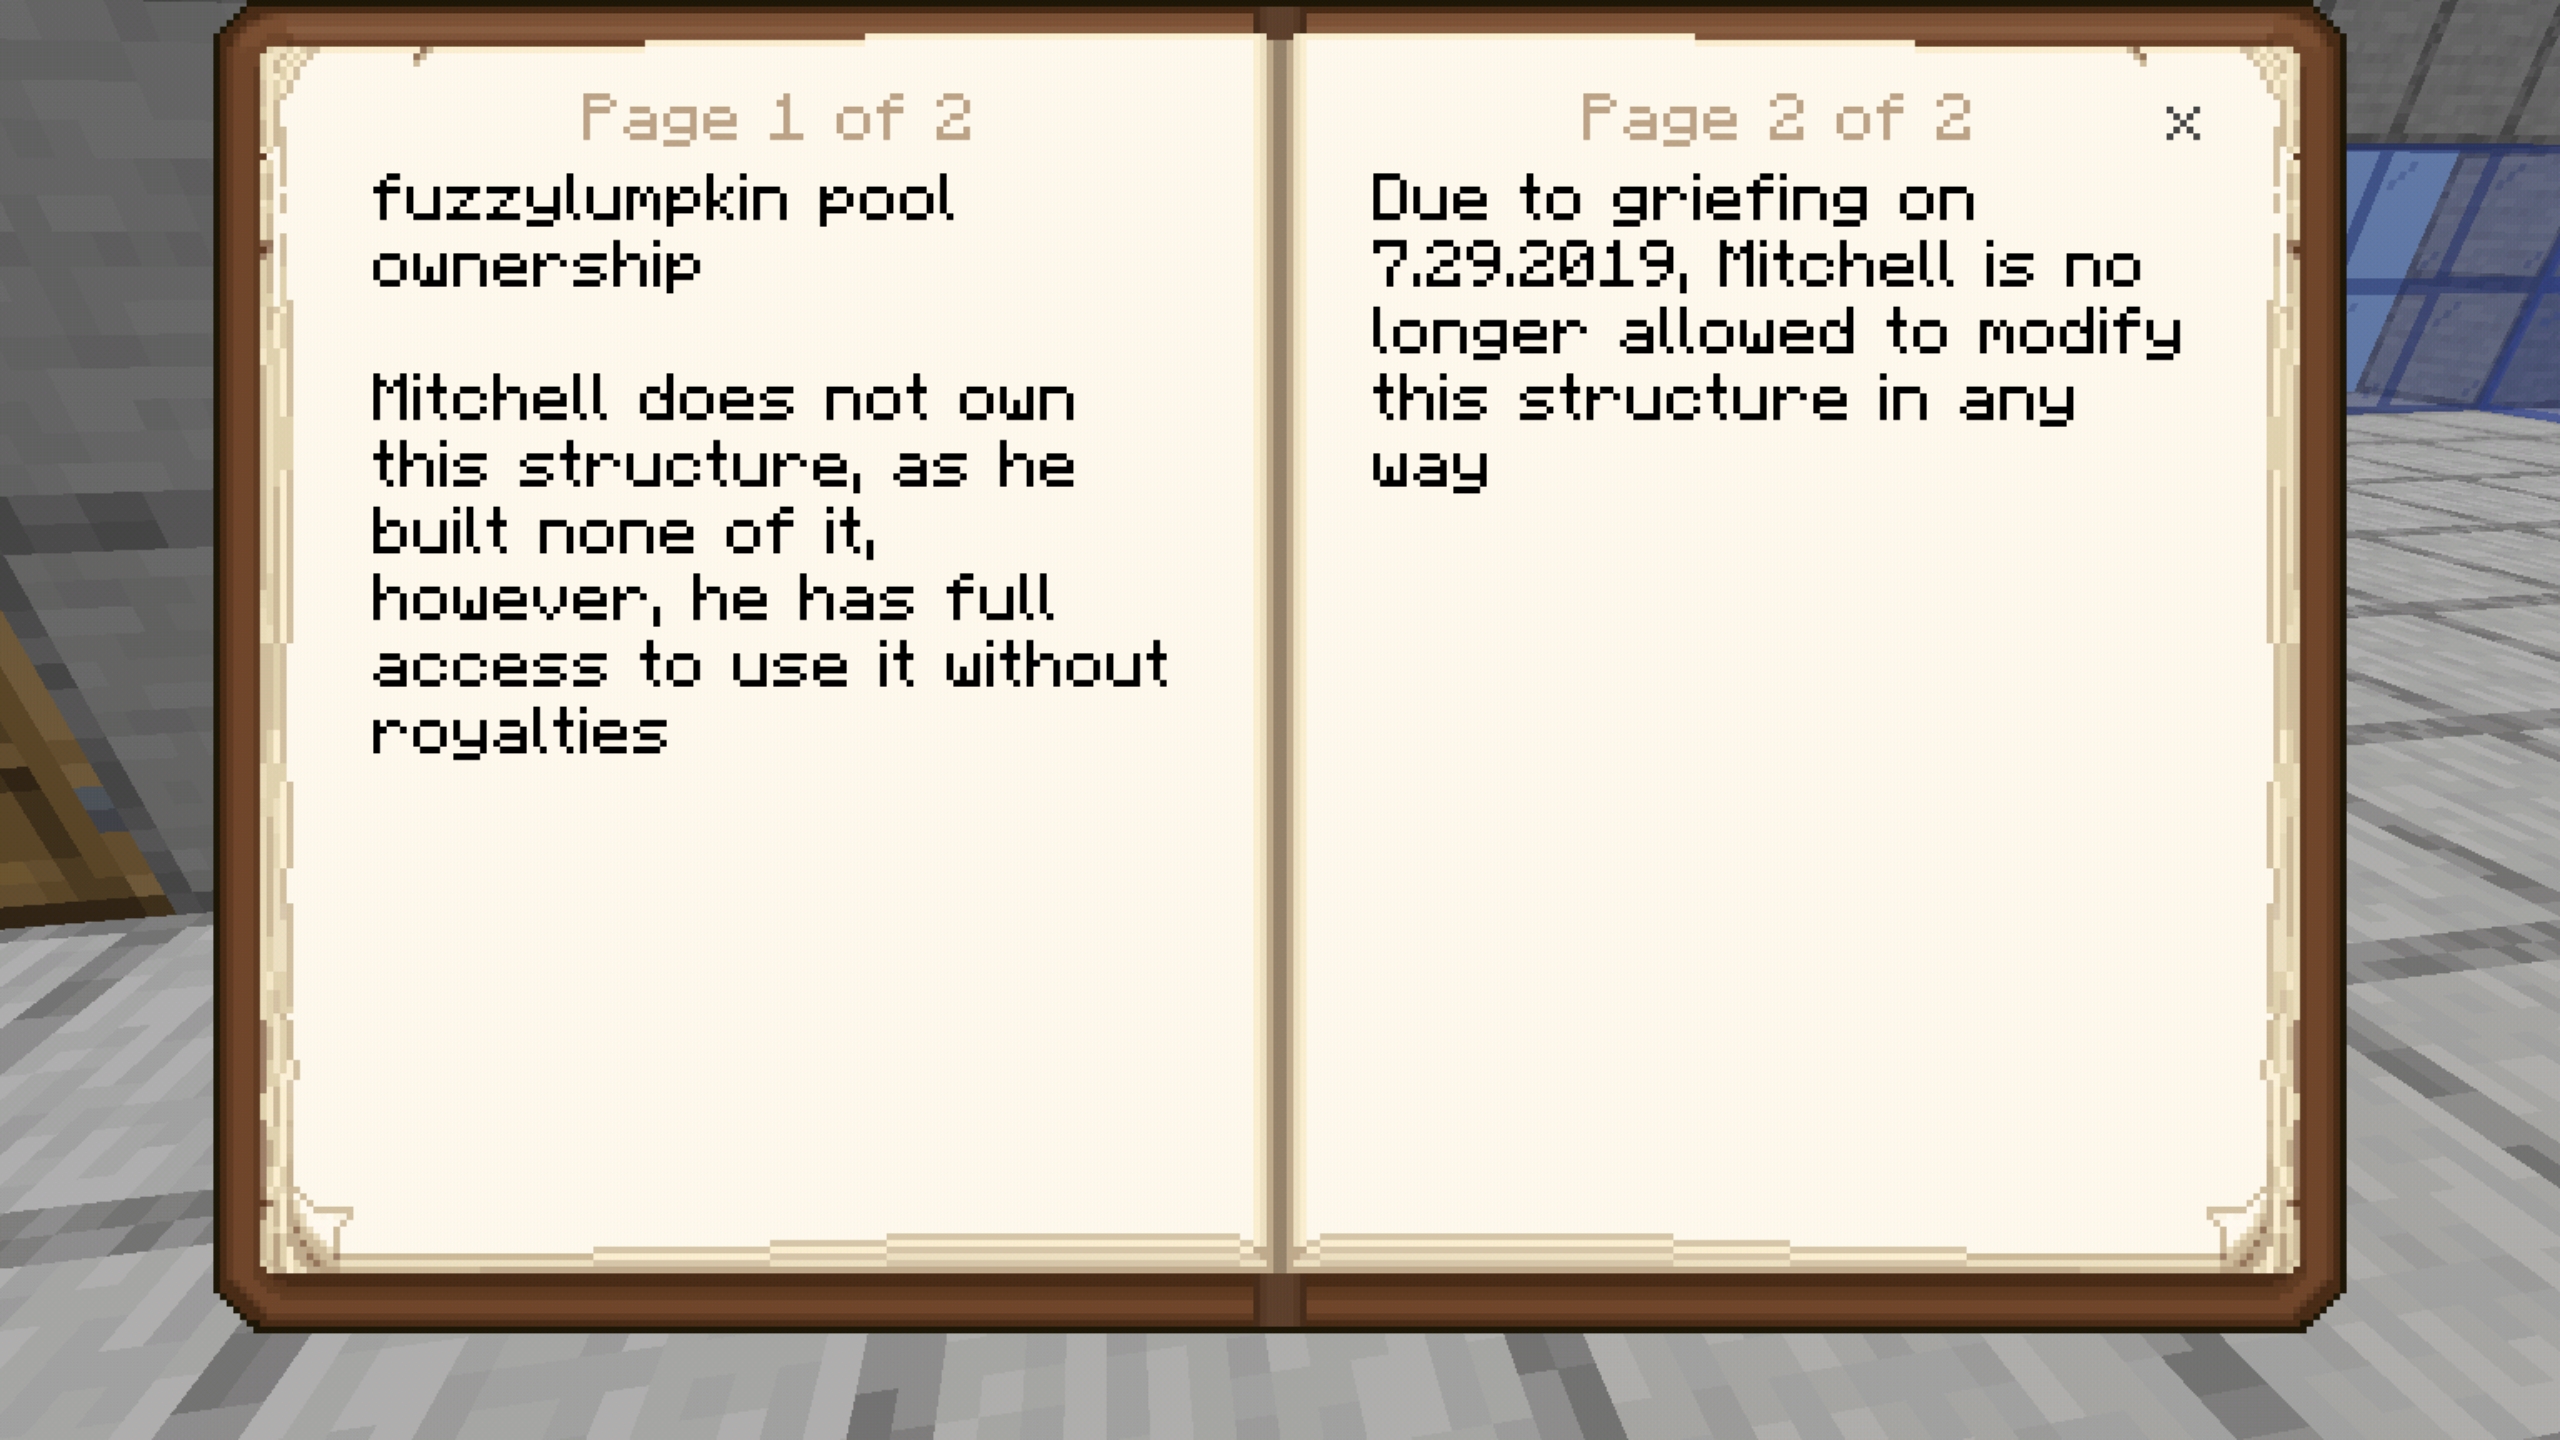 Page 1 of 2
fuzzylumpkin pool
ownership
Mitchell does not own
this structure, as he
built none of it,
however, he has full
access to use it without
royalties
Page 2 of 2
x
Due to griefing on
7.29.2019, Mitchell is no
longer allowed to modify
this structure in any
way